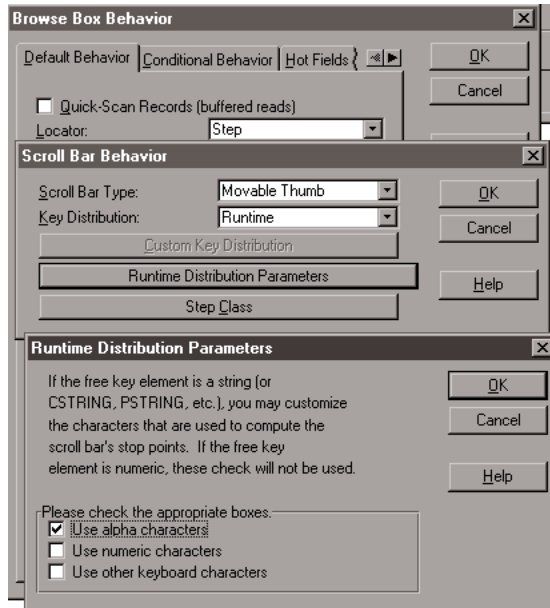 Browse Box Behavior
Default Behavior Conditional Behavior Hot Fields
OK
Cancel
Quick-Scan Records (buffered reads)
Locator: Step
Scroll Bar Behavior
Scroll Bar Type: Movable Thumb
Key Distribution: Runtime
Custom Key Distribution
Runtime Distribution Parameters
Step Class
OK
Cancel
Help
Runtime Distribution Parameters
If the free key element is a string (or
CSTRING, PSTRING, etc.), you may customize
the characters that are used to compute the
scroll bar's stop points. If the free key
element is numeric, these check will not be used.
OK
Cancel
Help
Please check the appropriate boxes.
Use alpha characters
Use numeric characters
Use other keyboard characters